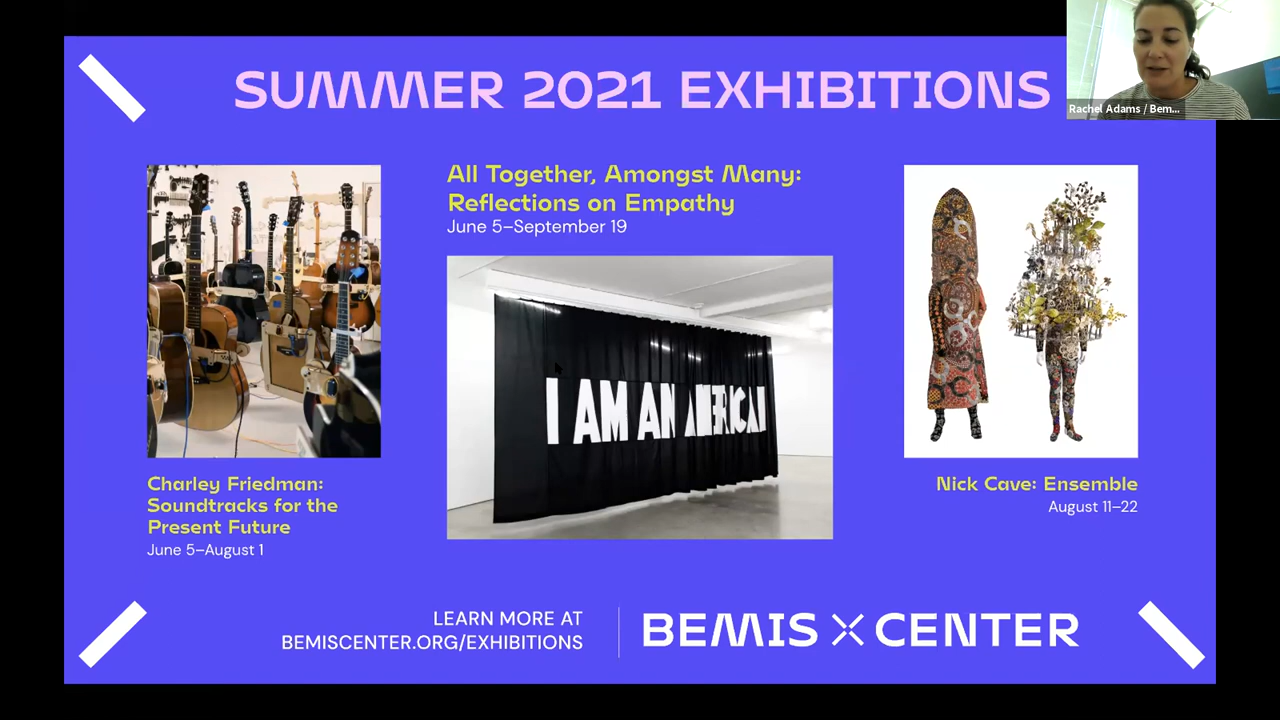 SUMMER 2021 EXHIBITIONS
Rachel Adams / Bem...
All Together, Amongst Many:
Reflections on Empathy
June 5–September 19
I AM AN AMERICAN
Charley Friedman:
Soundtracks for the
Present Future
June 5–August 1
Nick Cave: Ensemble
August 11–22
LEARN MORE AT
BEMISCENTER.ORG/EXHIBITIONS
BEMIS CENTER